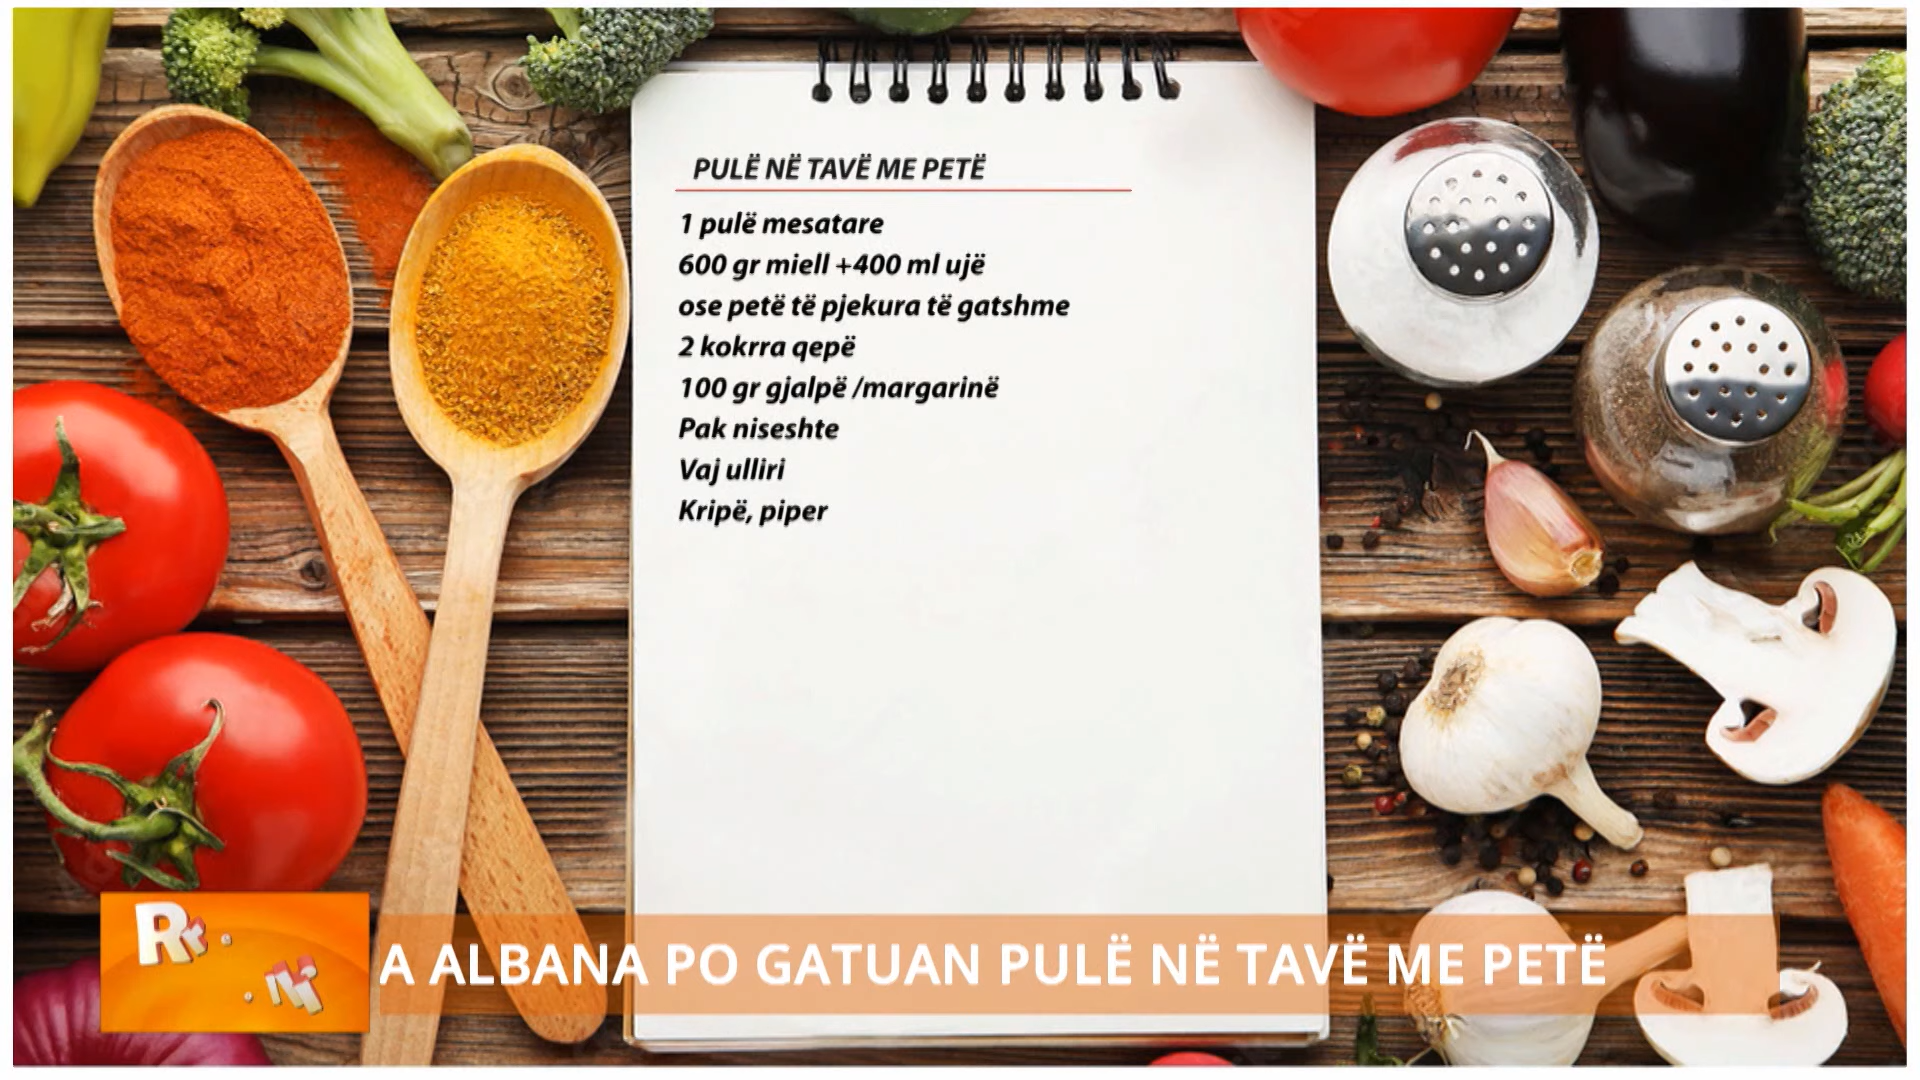 PULË NË TAVË ME PETË
1 pulë mesatare
600 gr miell +400 ml ujë
ose petë të pjekura të gatshme
2 kokrra qepë
100 gr gjalpë /margarinë
Pak niseshte
Vaj ulliri
Kripë, piper
A ALBANA PO GATUAN PULË NË TAVË ME PETË